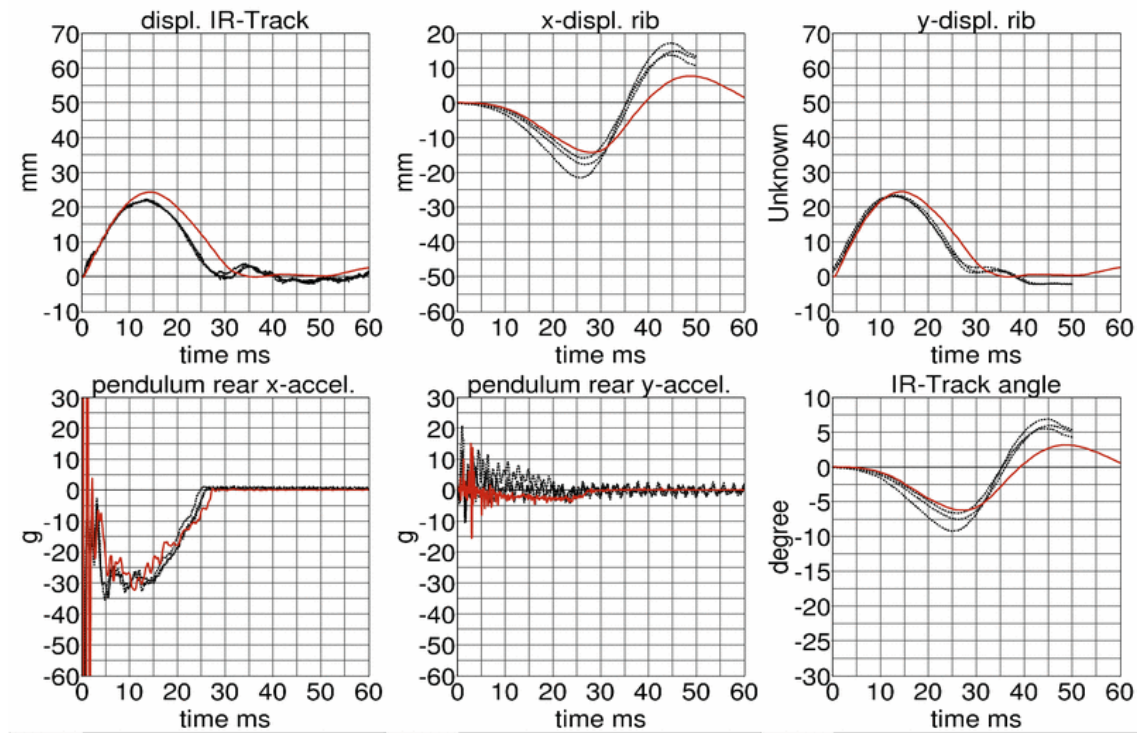 displ. IR-Track
70
60
50
40
30
20
10
0
-10
mm
0 10 20 30 40 50 60
time ms
x-displ. rib
20
10
0
-10
-20
-30
-40
-50
-60
mm
0 10 20 30 40 50 60
time ms
y-displ. rib
70
60
50
40
30
20
10
0
-10
Unknown
0 10 20 30 40 50 60
time ms
pendulum rear x-accel.
30
20
10
0
-10
-20
-30
-40
-50
-60
g
0 10 20 30 40 50 60
time ms
pendulum rear y-accel.
30
20
10
0
-10
-20
-30
-40
-50
-60
g
0 10 20 30 40 50 60
time ms
IR-Track angle
10
5
0
-5
-10
-15
-20
-25
-30
degree
0 10 20 30 40 50 60
time ms